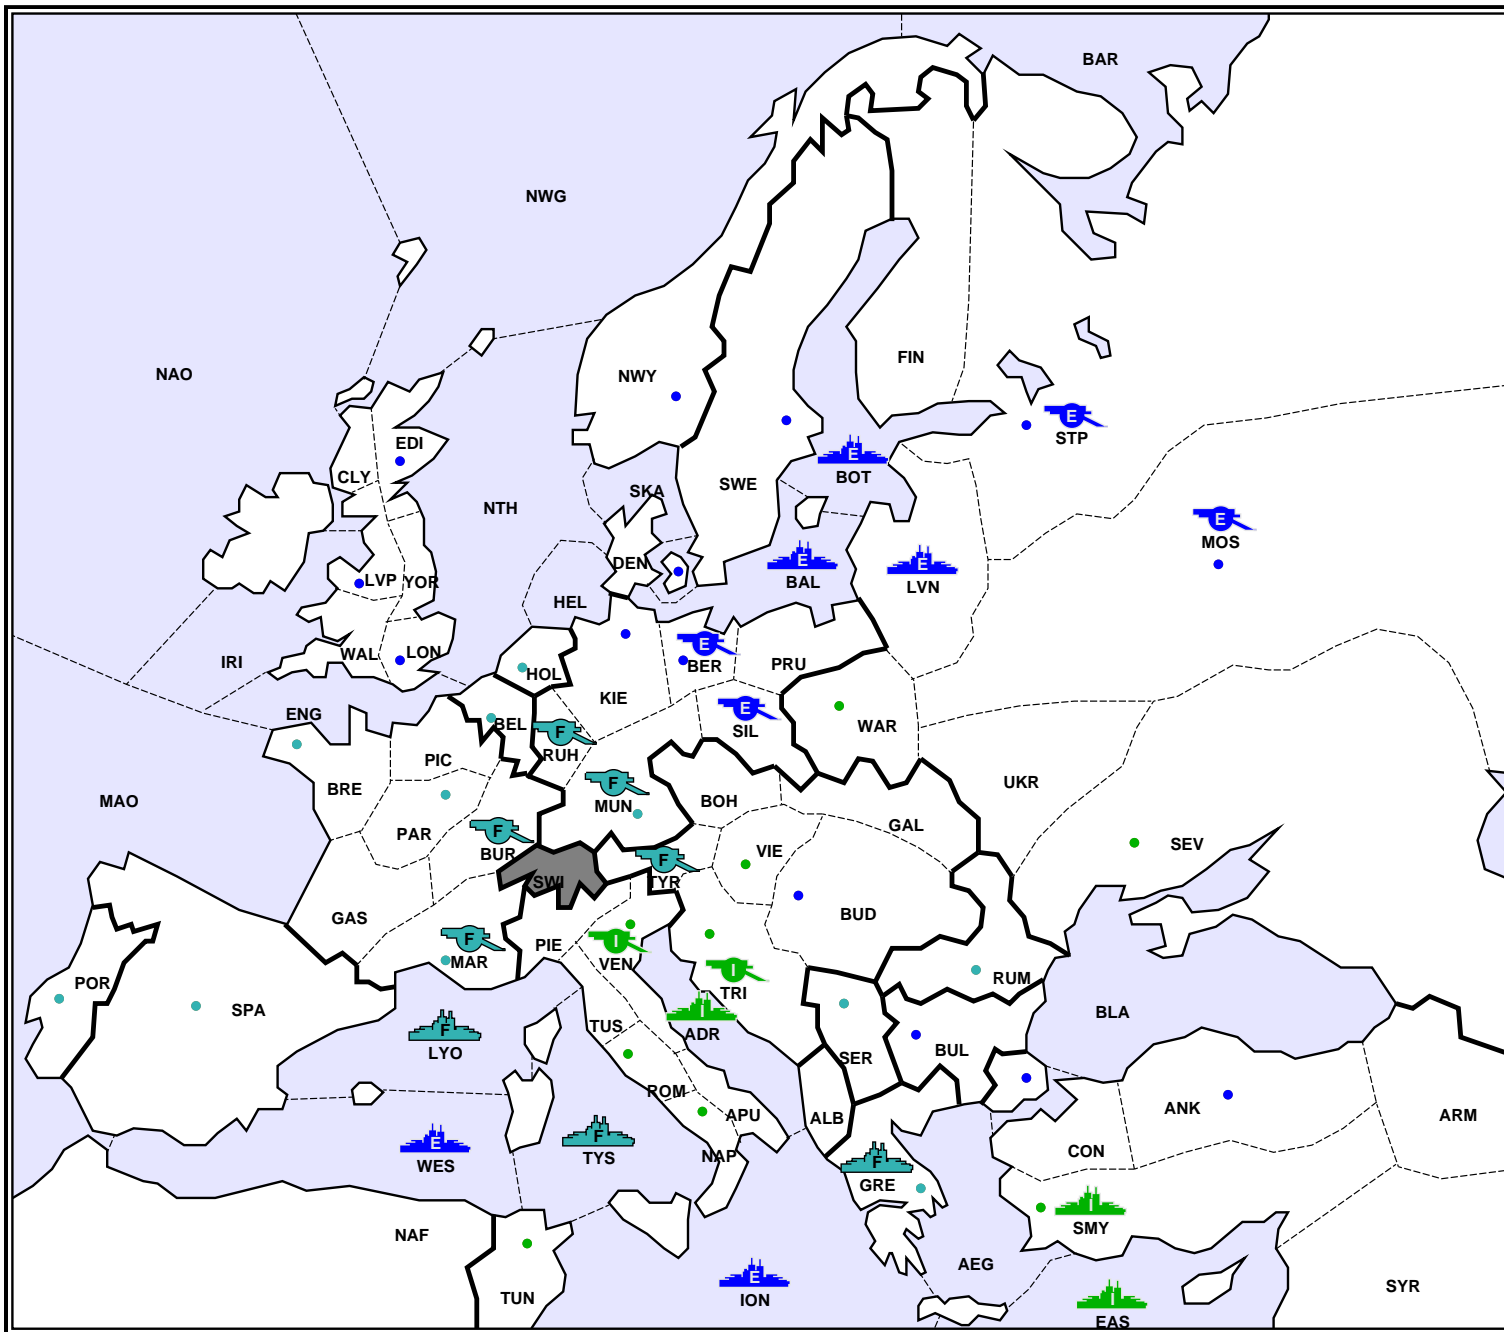 BAR
NWG
NAO
FIN
NWY
E
STP
EDI
E
CLY
BOT
SKA
SWE
NTH
E
MOS
DEN
E
BAL
E
LVN
LVP
YOR
HEL
IRI
WAL
LON
HOL
E
BER
PRU
KIE
ENG
BEL
E
SIL
WAR
F
RUH
PIC
BRE
MAO
F
MUN
BOH
UKR
GAL
PAR
F
BUR
F
TYR
VIE
SEV
SWI
GAS
BUD
F
MAR
PIE
I
VEN
I
TRI
RUM
POR
SPA
F
LYO
TUS
I
ADR
BLA
SER
BUL
ROM
APU
ALB
ANK
ARM
E
WES
F
TYS
NAP
F
GRE
CON
I
SMY
NAF
AEG
TUN
E
ION
I
EAS
SYR